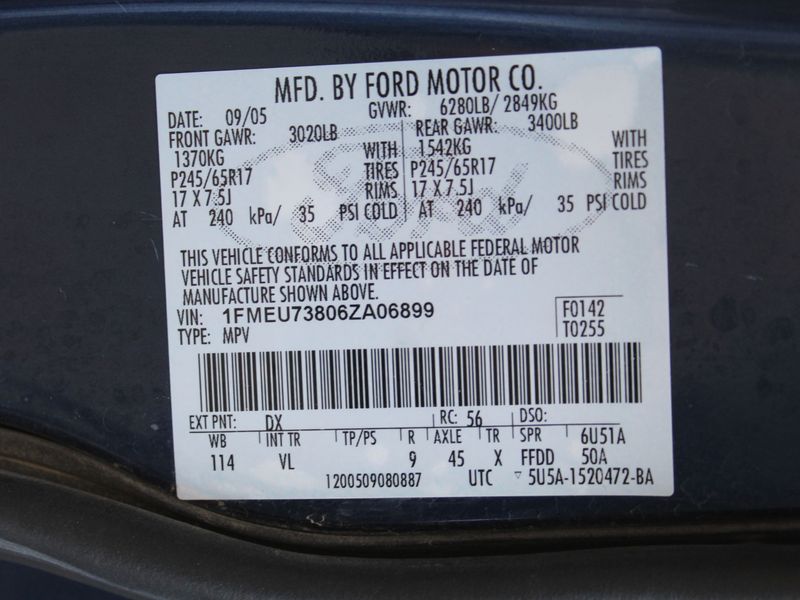 MFD. BY FORD MOTOR CO.
DATE: 09/05 GVWR: 6280LB/ 2849KG
FRONT GAWR: 3020LB REAR GAWR: 3400LB
1370KG WITH 1542KG WITH
P245/65R17 TIRES P245/65R17 TIRES
17 X 7.5J RIMS 17 X 7.5J RIMS
AT 240 kPa/ 35 PSI COLD AT 240 kPa/ 35 PSI COLD
Ford
THIS VEHICLE CONFORMS TO ALL APPLICABLE FEDERAL MOTOR
VEHICLE SAFETY STANDARDS IN EFFECT ON THE DATE OF
MANUFACTURE SHOWN ABOVE.
VIN: 1FMEU73806ZA06899 F0142
TYPE: MPV T0255
EXT PNT: DX RC: 56 DSO:
WB INT TR TP/PS R AXLE TR SPR 6U51A
114 VL 9 45 X FFDD 50A
1200509080887 UTC ▽ 5U5A-1520472-BA